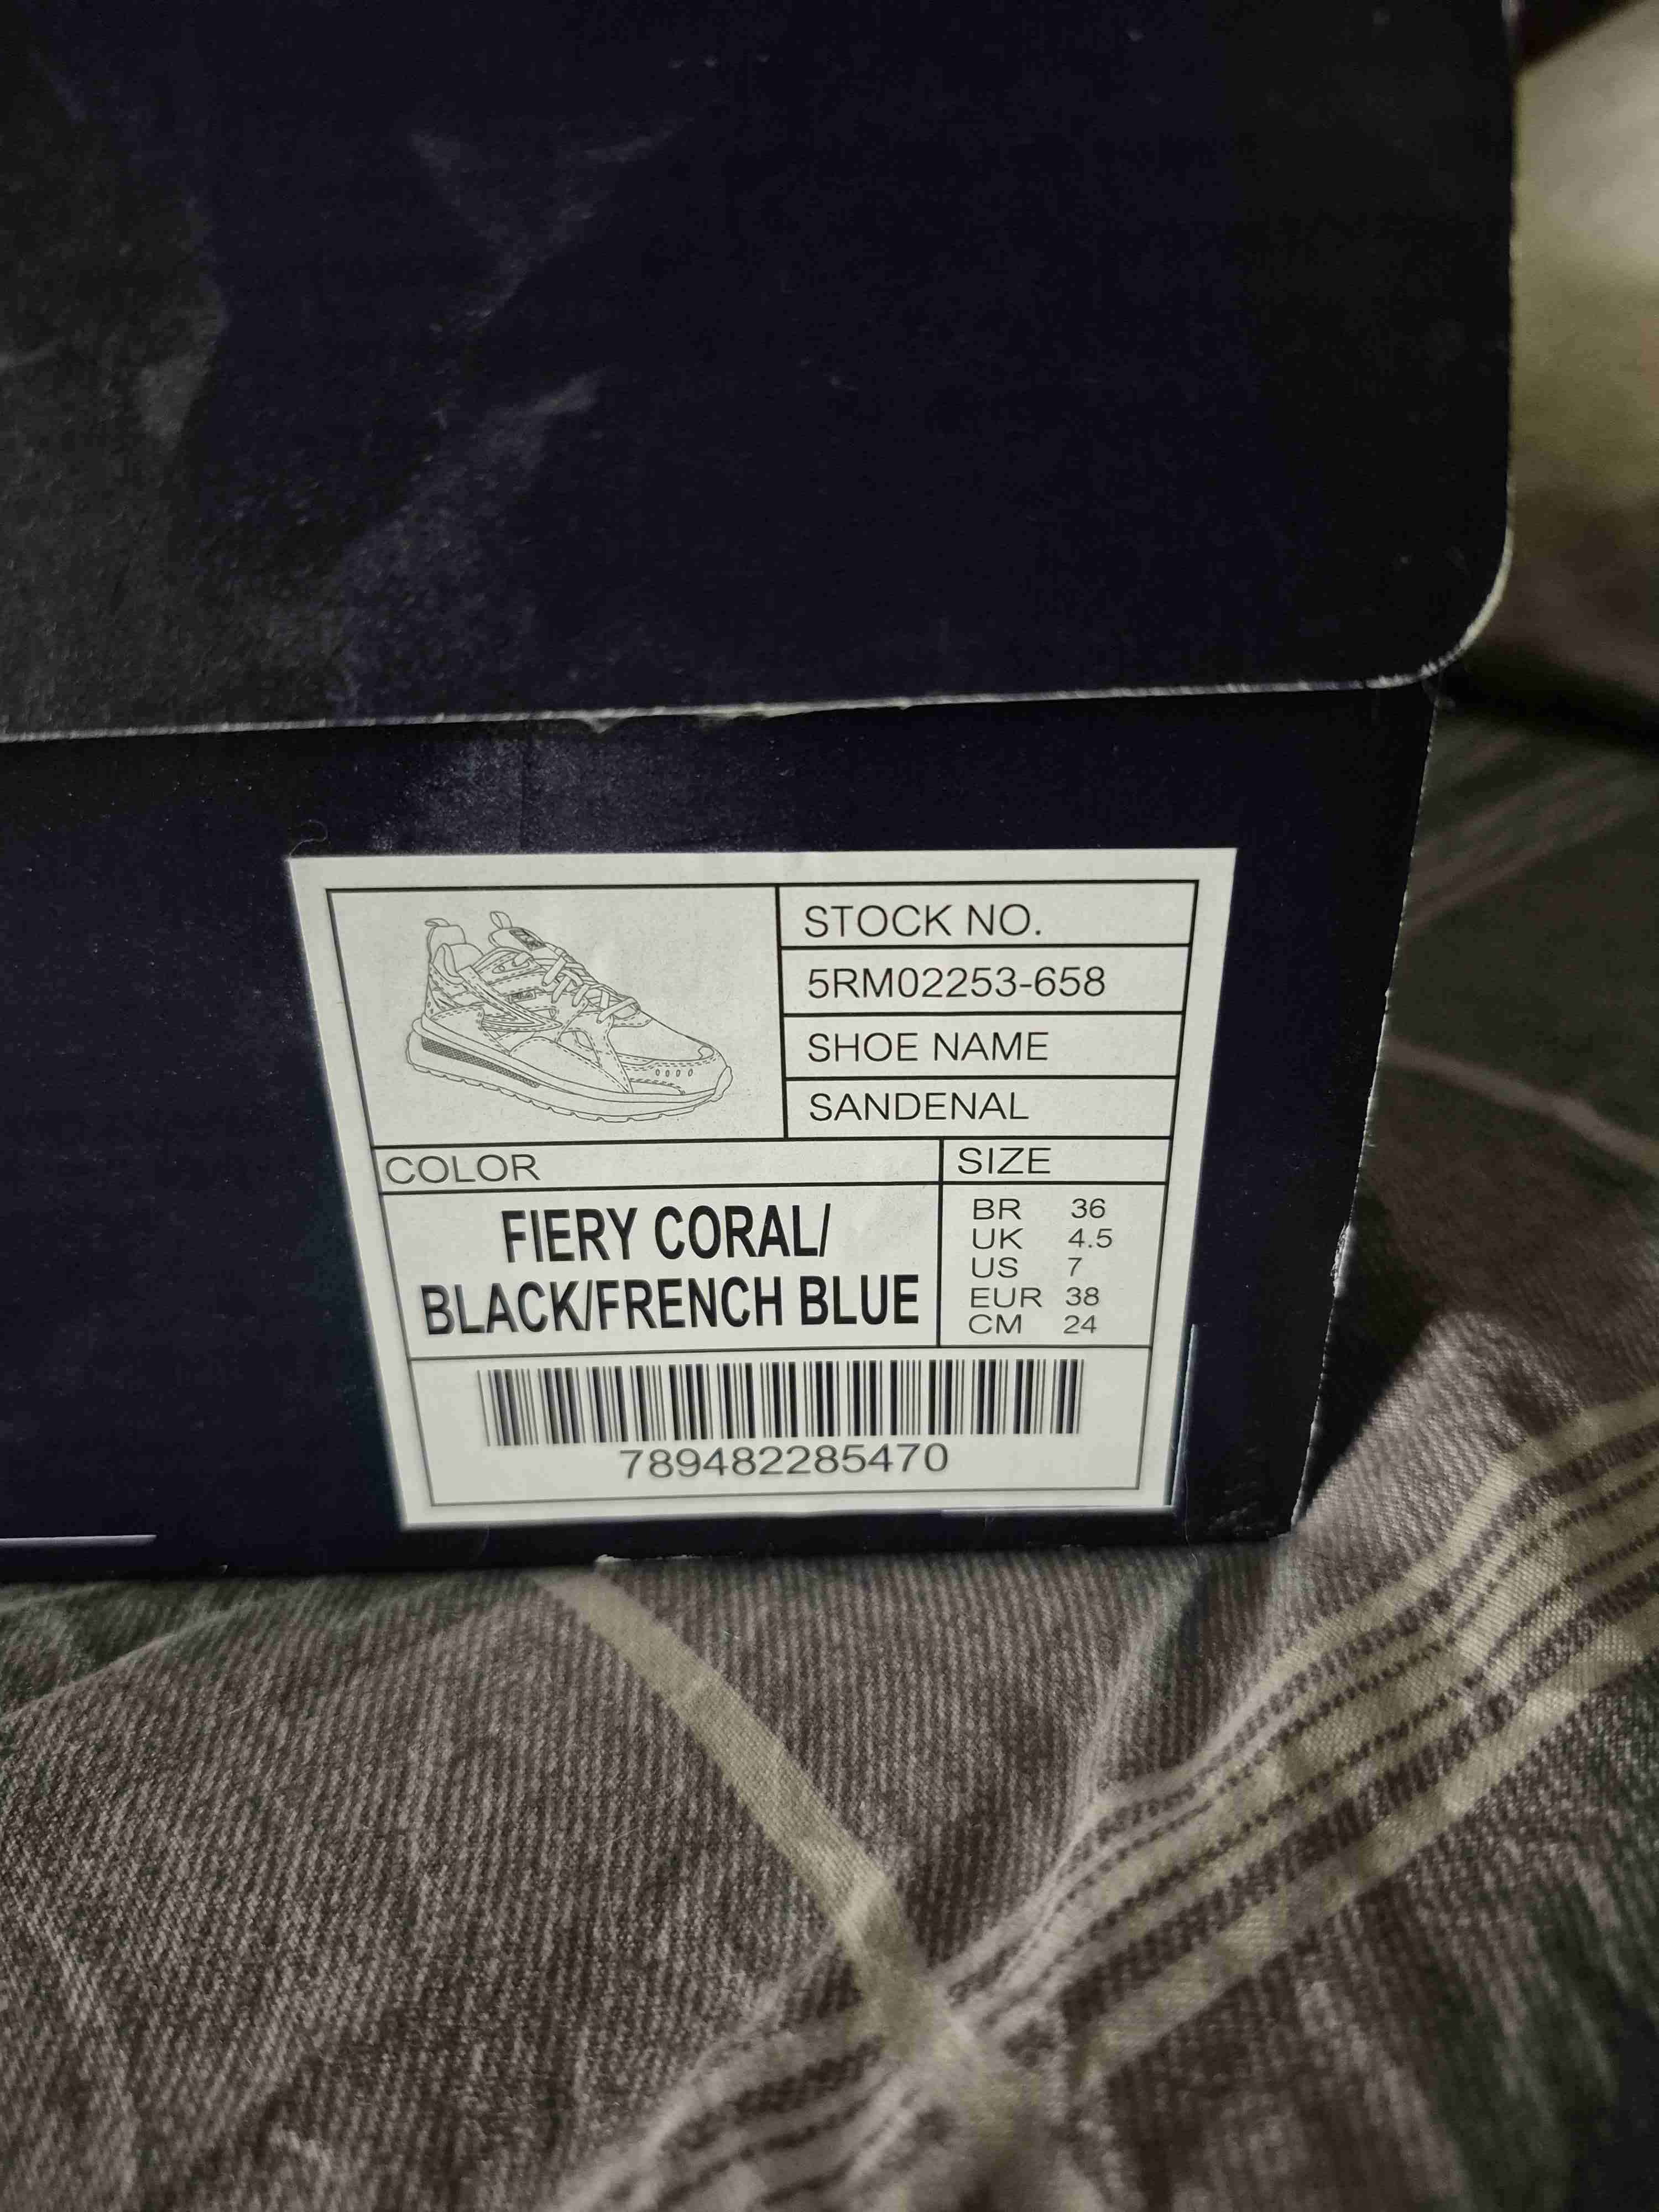 STOCK NO.
5RM02253-658
SHOE NAME
SANDENAL
COLOR
FIERY CORAL/
BLACK/FRENCH BLUE
SIZE
BR 36
UK 4.5
US 7
EUR 38
CM 24
789482285470
FILA